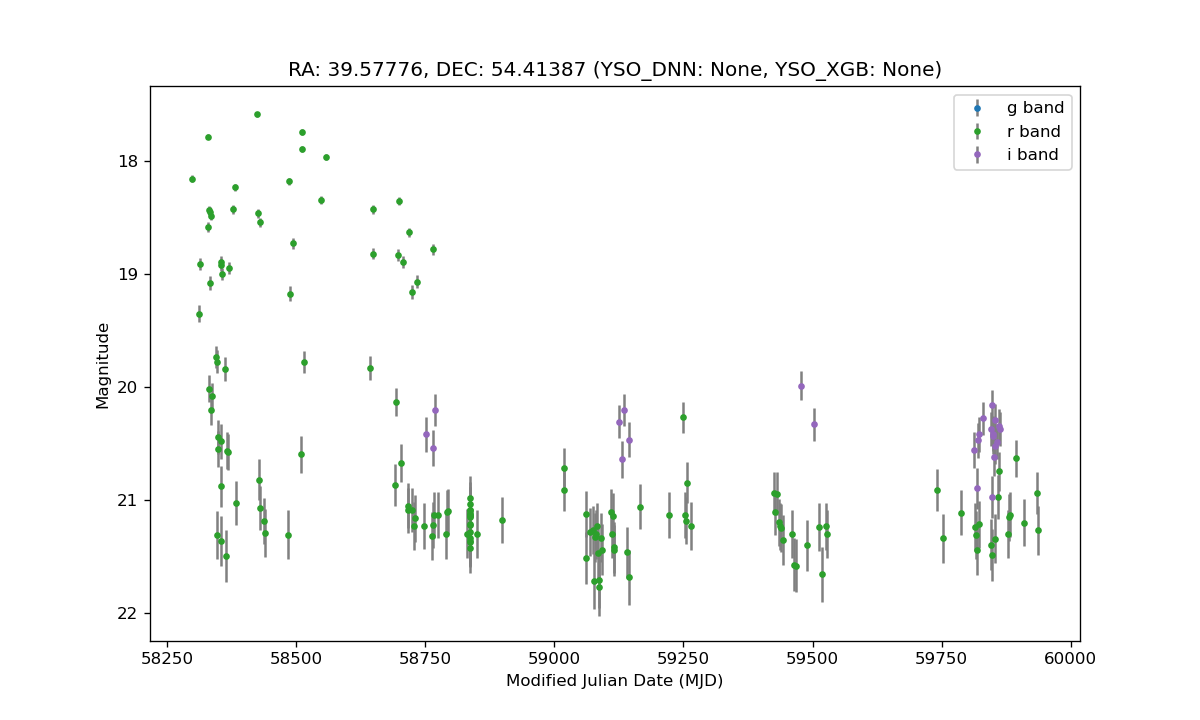 RA: 39.57776, DEC: 54.41387 (YSO_DNN: None, YSO_XGB: None)
g band
r band
i band
18
19
20
21
22
Magnitude
58250 58500 58750 59000 59250 59500 59750 60000
Modified Julian Date (MJD)